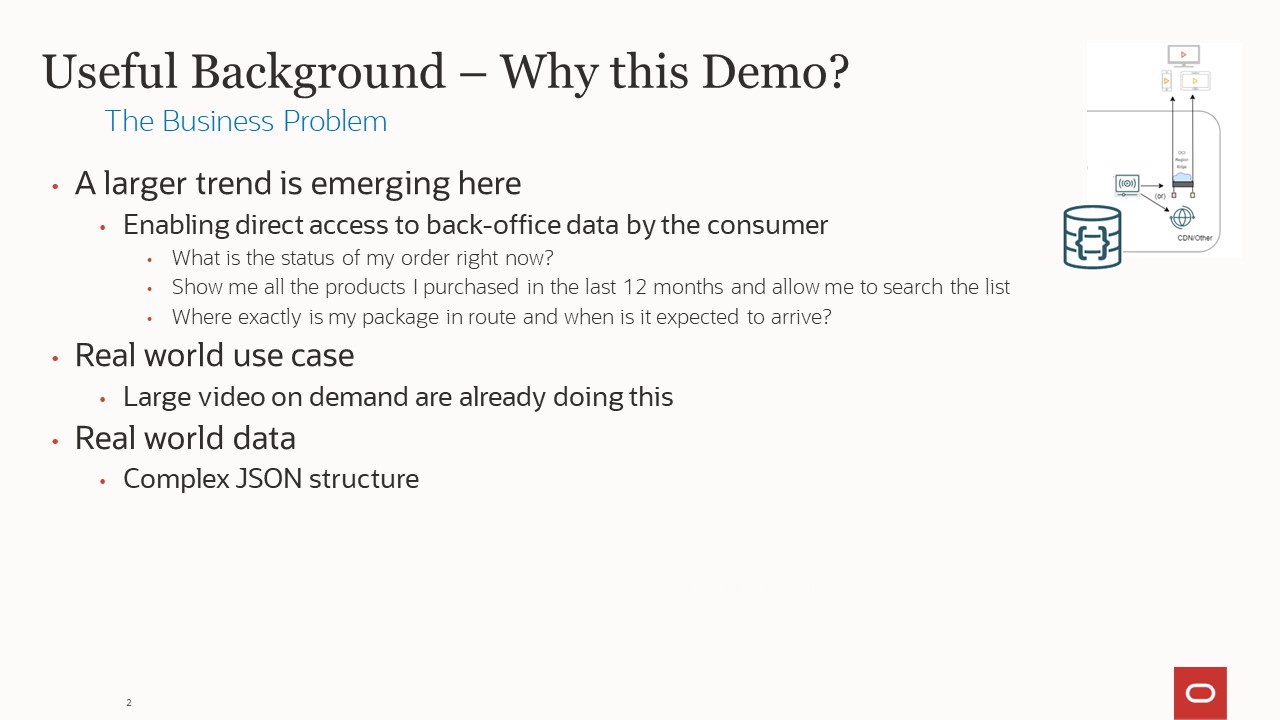 Useful Background – Why this Demo?
The Business Problem
• A larger trend is emerging here
• Enabling direct access to back-office data by the consumer
• What is the status of my order right now?
• Show me all the products I purchased in the last 12 months and allow me to search the list
• Where exactly is my package in route and when is it expected to arrive?
• Real world use case
• Large video on demand are already doing this
• Real world data
• Complex JSON structure
OCI
Region
Edge
(or)
CDN/Other
{-}
2